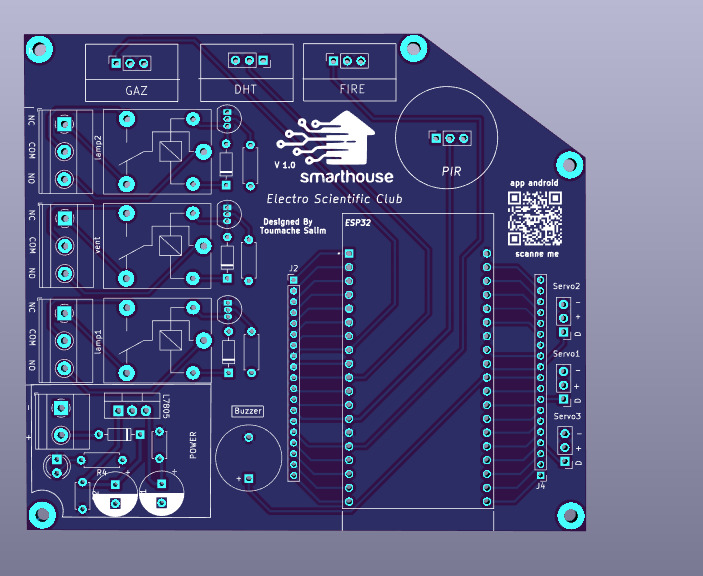 GAZ
DHT
FIRE
NC
COM
NO
lamp2
V 1.0
smarthouse
PIR
app android
Electro Scientific Club
scanne me
NC
COM
NO
vent
Designed By
Toumache Salim
ESP32
J2
Servo2
-
+
D
NC
COM
NO
lamp1
Servo1
-
+
D
L7805
Buzzer
Servo3
-
+
D
-
+
POWER
R4
+
+
+
J4